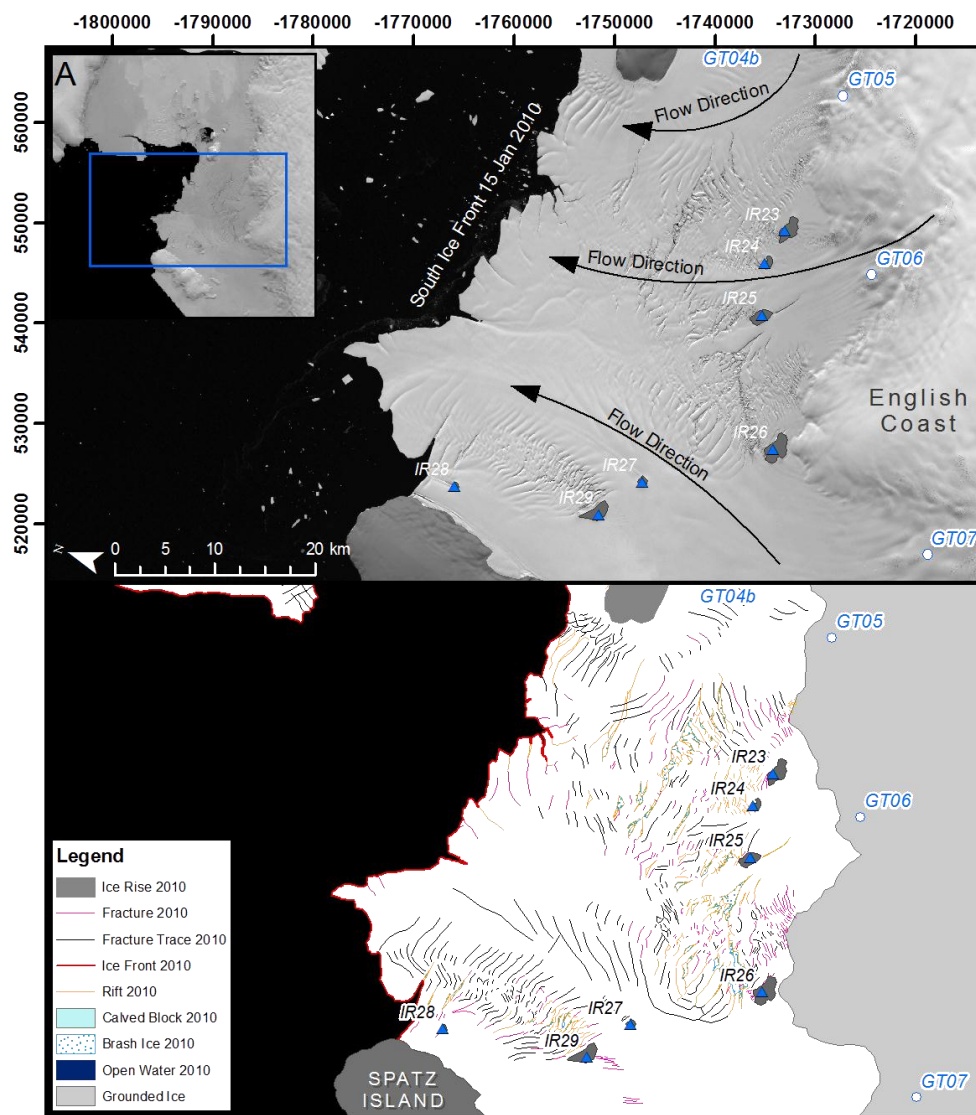 -1800000 -1790000 -1780000 -1770000 -1760000 -1750000 -1740000 -1730000 -1720000
560000
550000
540000
530000
520000
A
GT04b
GT05
Flow Direction
South Ice Front 15 Jan 2010
IR23
IR24
GT06
Flow Direction
IR25
English
Coast
Flow Direction
IR26
IR27
IR28
IR29
GT07
N
0 5 10 20 km
GT04b
GT05
IR23
IR24
GT06
IR25
IR26
IR27
IR28
IR29
GT07
SPATZ
ISLAND
Legend
Ice Rise 2010
Fracture 2010
Fracture Trace 2010
Ice Front 2010
Rift 2010
Calved Block 2010
Brash Ice 2010
Open Water 2010
Grounded Ice